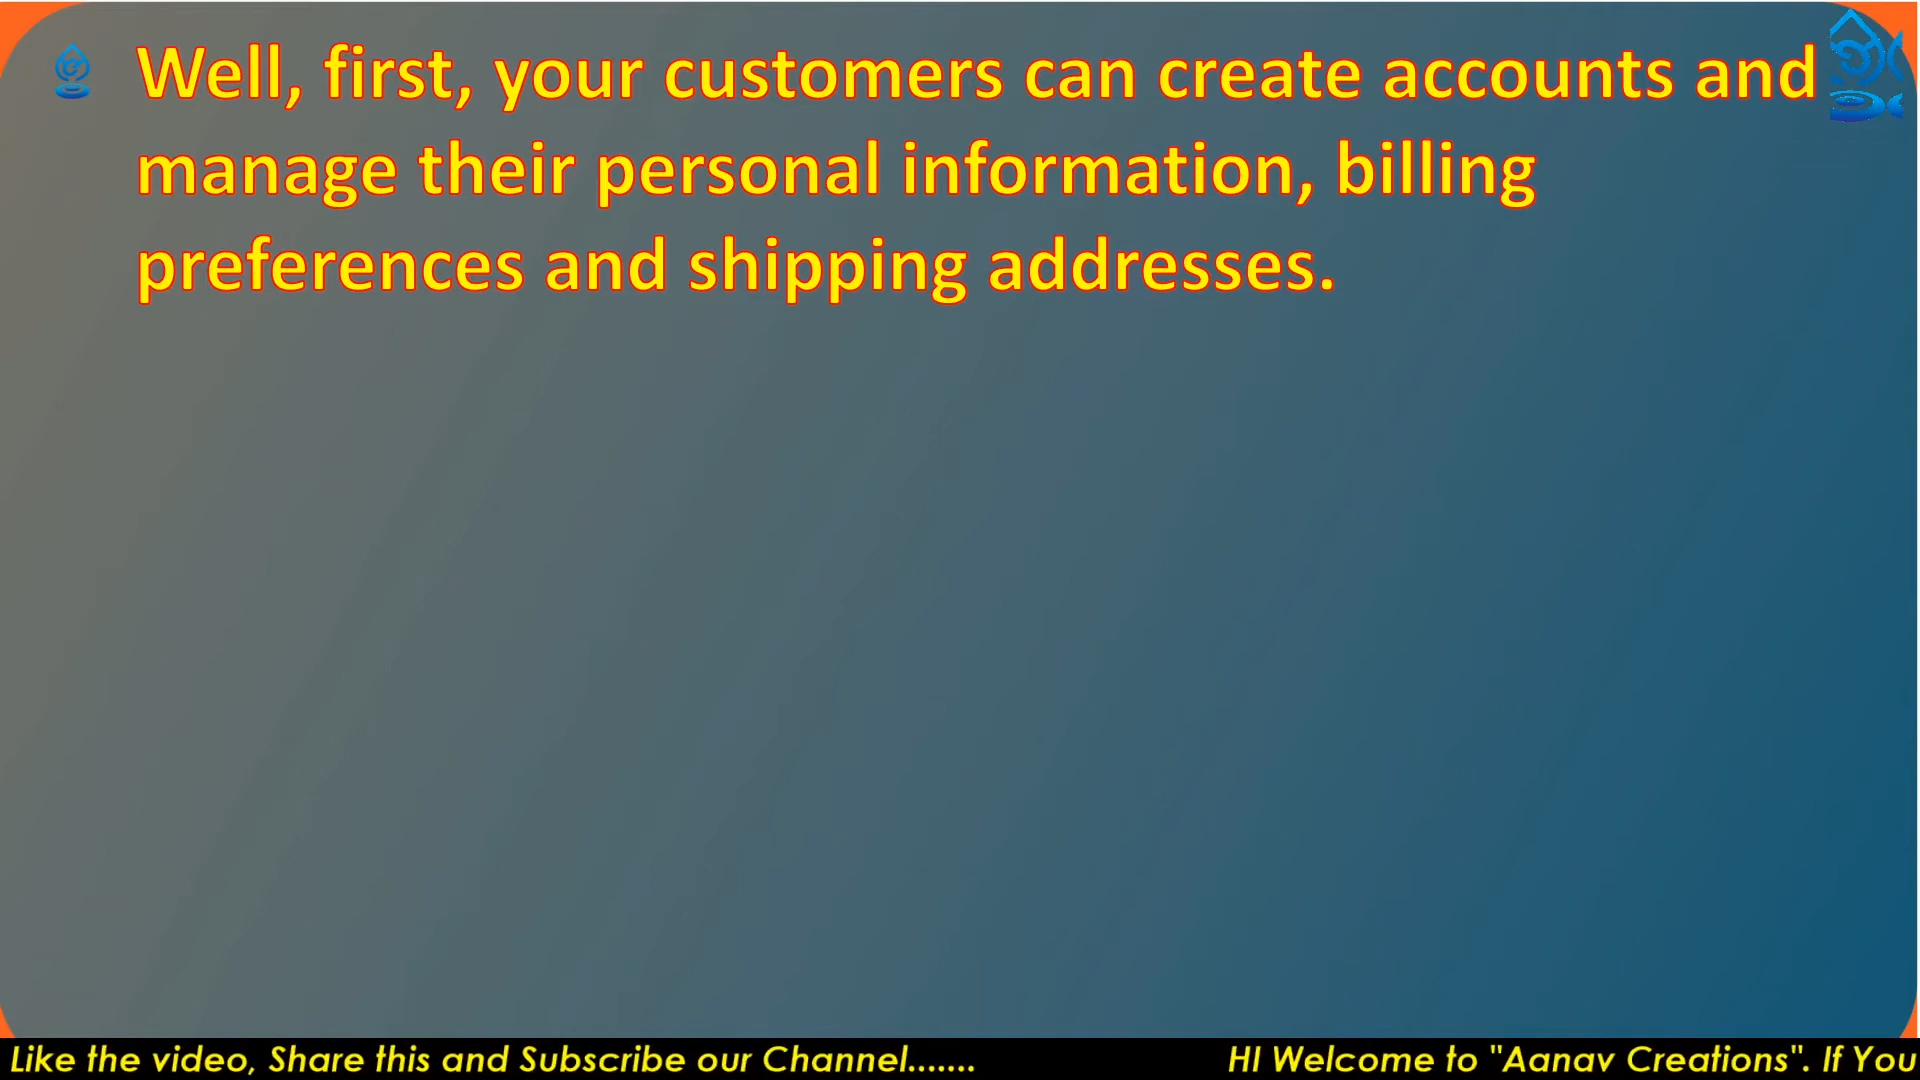 Well, first, your customers can create accounts and
manage their personal information, billing
preferences and shipping addresses.
Like the video, Share this and Subscribe our Channel....... HI Welcome to "Aanav Creations". If You